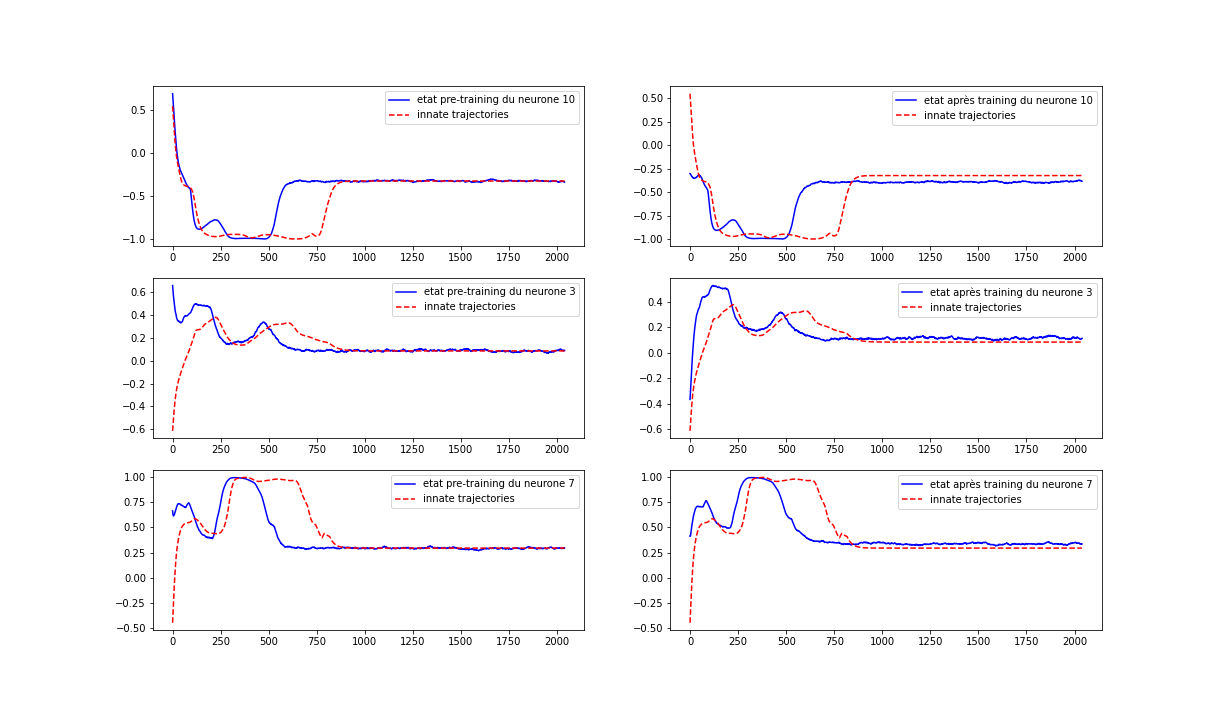 etat pre-training du neurone 10
innate trajectories
0.5
0.0
−0.5
−1.0
0 250 500 750 1000 1250 1500 1750 2000
etat après training du neurone 10
innate trajectories
0.50
0.25
0.00
−0.25
−0.50
−0.75
−1.00
0 250 500 750 1000 1250 1500 1750 2000
etat pre-training du neurone 3
innate trajectories
0.6
0.4
0.2
0.0
−0.2
−0.4
−0.6
0 250 500 750 1000 1250 1500 1750 2000
etat après training du neurone 3
innate trajectories
0.4
0.2
0.0
−0.2
−0.4
−0.6
0 250 500 750 1000 1250 1500 1750 2000
etat pre-training du neurone 7
innate trajectories
1.00
0.75
0.50
0.25
0.00
−0.25
−0.50
0 250 500 750 1000 1250 1500 1750 2000
etat après training du neurone 7
innate trajectories
1.00
0.75
0.50
0.25
0.00
−0.25
−0.50
0 250 500 750 1000 1250 1500 1750 2000